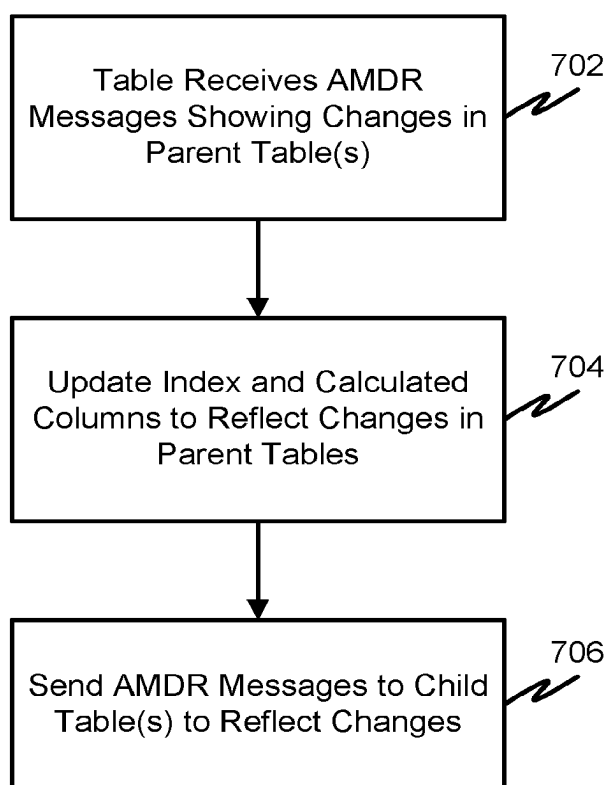 Table Receives AMDR
Messages Showing Changes in
Parent Table(s)
702
Update Index and Calculated
Columns to Reflect Changes in
Parent Tables
704
Send AMDR Messages to Child
Table(s) to Reflect Changes
706